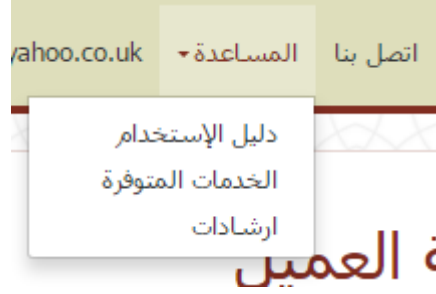 اتصل بنا المساعدة yahoo.co.uk
دليل الإستخدام
الخدمات المتوفرة
ارشادات
العميل